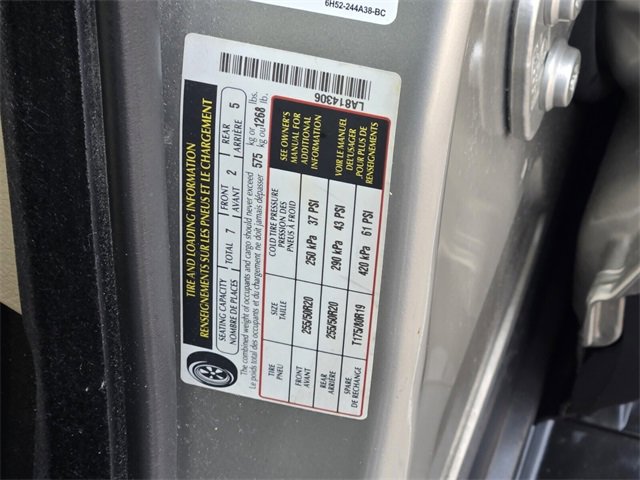 6H52-244A38-BC
LA814306
TIRE AND LOADING INFORMATION
RENSEIGNEMENTS SUR LES PNEUS ET LE CHARGEMENT
SEATING CAPACITY TOTAL 7 FRONT 2 REAR 5
NOMBRE DE PLACES AVANT ARRIÈRE
The combined weight of occupants and cargo should never exceed 575 kg or 1268 lbs.
Le poids total des occupants et du chargement ne doit jamais dépasser kg ou lb.
TIRE SIZE COLD TIRE PRESSURE
PNEU TAILLE PRESSION DES PNEUS À FROID
FRONT 255/50R20 250 kPa 37 PSI
AVANT
REAR 255/50R20 290 kPa 43 PSI
ARRIÈRE
SPARE T175/80R19 420 kPa 61 PSI
DE RECHANGE
SEE OWNER'S
MANUAL FOR
ADDITIONAL
INFORMATION
VOIR LE MANUEL
DE L'USAGER
POUR PLUS DE
RENSEIGNEMENTS